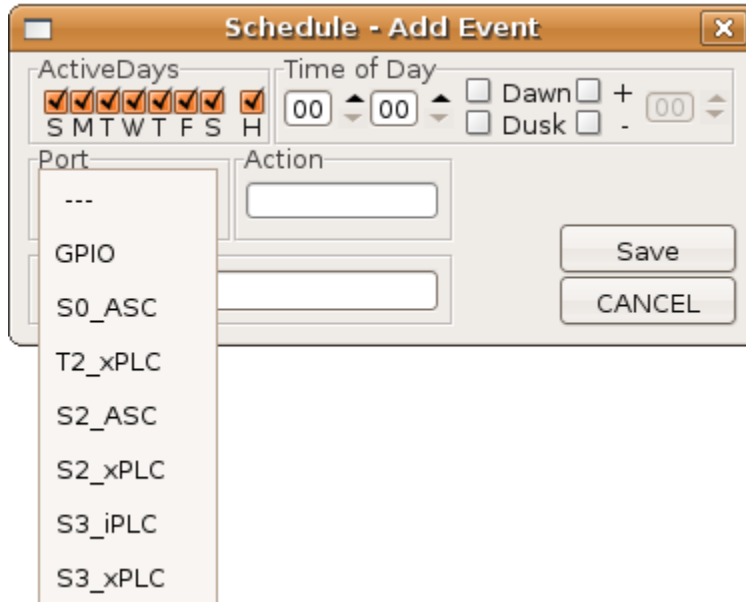 Schedule - Add Event
ActiveDays
S M T W T F S H
Time of Day
00 00
Dawn +
Dusk -
00
Port
Action
---
GPIO
S0_ASC
T2_xPLC
S2_ASC
S2_xPLC
S3_iPLC
S3_xPLC
Save
CANCEL